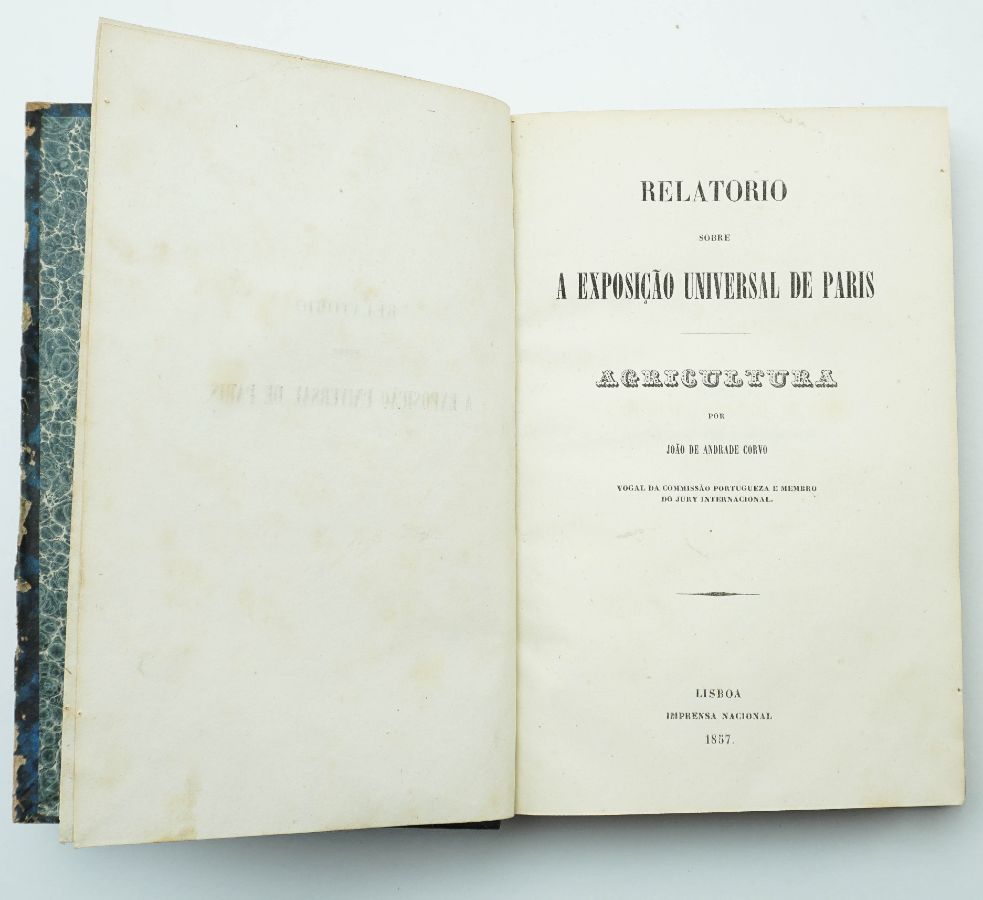 RELATORIO
SOBRE
A EXPOSIÇÃO UNIVERSAL DE PARIS
AGRICULTURA
POR
JOÃO DE ANDRADE CORVO
VOGAL DA COMMISSÃO PORTUGUEZA E MEMBRO
DO JURY INTERNACIONAL.
LISBOA
IMPRENSA NACIONAL
1857.